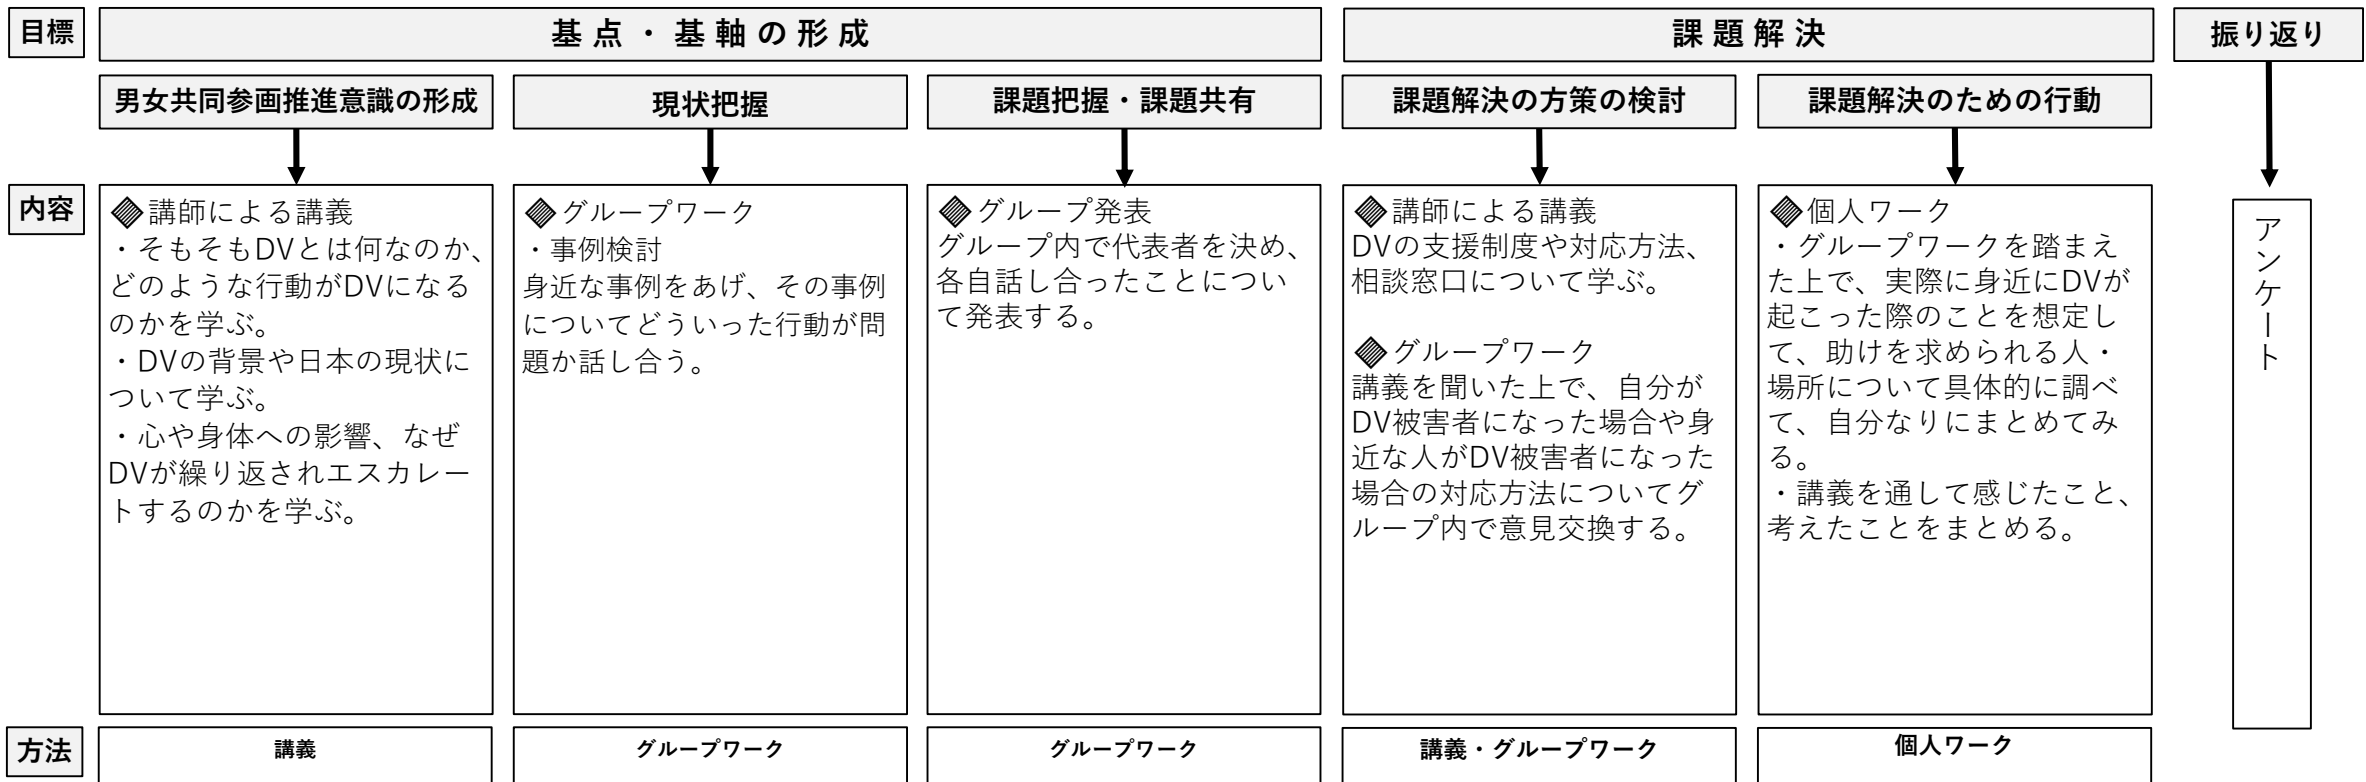 目標
基点・基軸の形成
課題解決
振り返り
男女共同参画推進意識の形成
現状把握
課題把握・課題共有
課題解決の方策の検討
課題解決のための行動
内容
講師による講義
・そもそもDVとは何なのか、
どのような行動がDVになる
のかを学ぶ。
・DVの背景や日本の現状に
ついて学ぶ。
・心や身体への影響、なぜ
DVが繰り返されエスカレー
トするのかを学ぶ。
グループワーク
・事例検討
身近な事例をあげ、その事例
についてどういった行動が問
題か話し合う。
グループ発表
グループ内で代表者を決め、
各自話し合ったことについ
て発表する。
講師による講義
DVの支援制度や対応方法、
相談窓口について学ぶ。
グループワーク
講義を聞いた上で、自分が
DV被害者になった場合や身
近な人がDV被害者になった
場合の対応方法についてグ
ループ内で意見交換する。
個人ワーク
・グループワークを踏まえ
た上で、実際に身近にDVが
起こった際のことを想定し
て、助けを求められる人・
場所について具体的に調べ
て、自分なりにまとめてみ
る。
・講義を通して感じたこと、
考えたことをまとめる。
アンケート
方法
講義
グループワーク
グループワーク
講義・グループワーク
個人ワーク